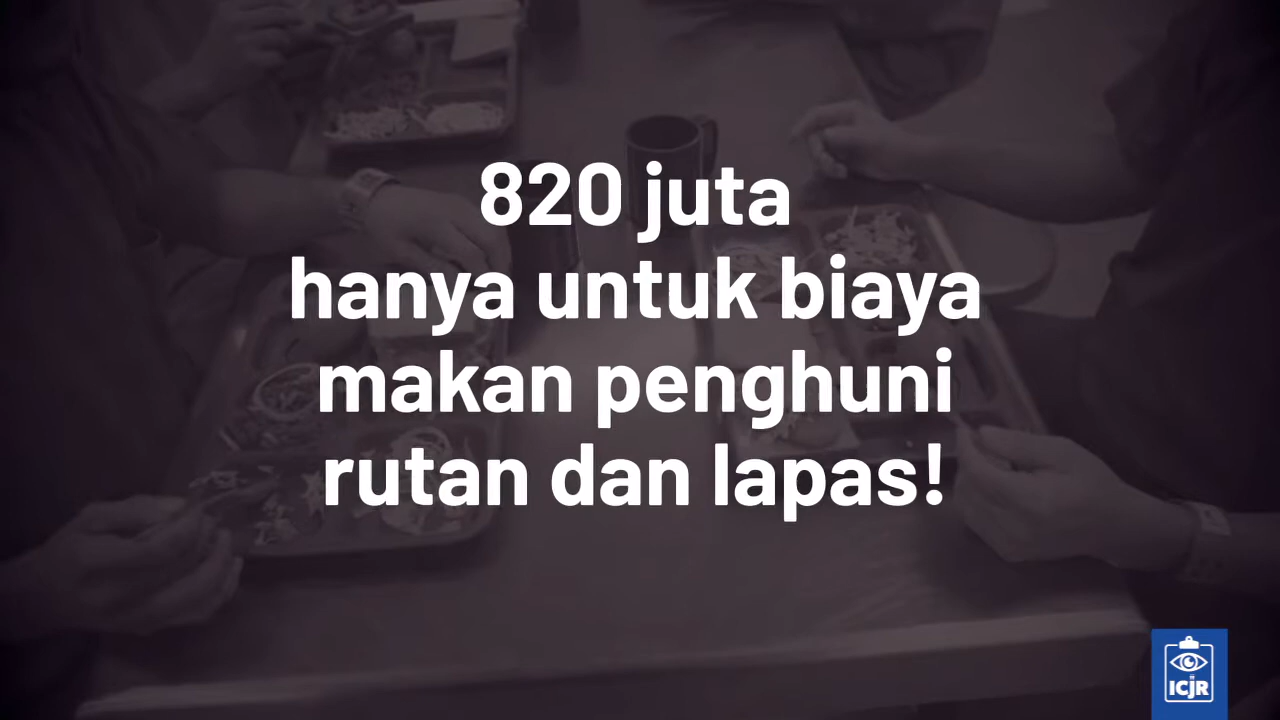 820 juta
hanya untuk biaya
makan penghuni
rutan dan lapas!
ICJR